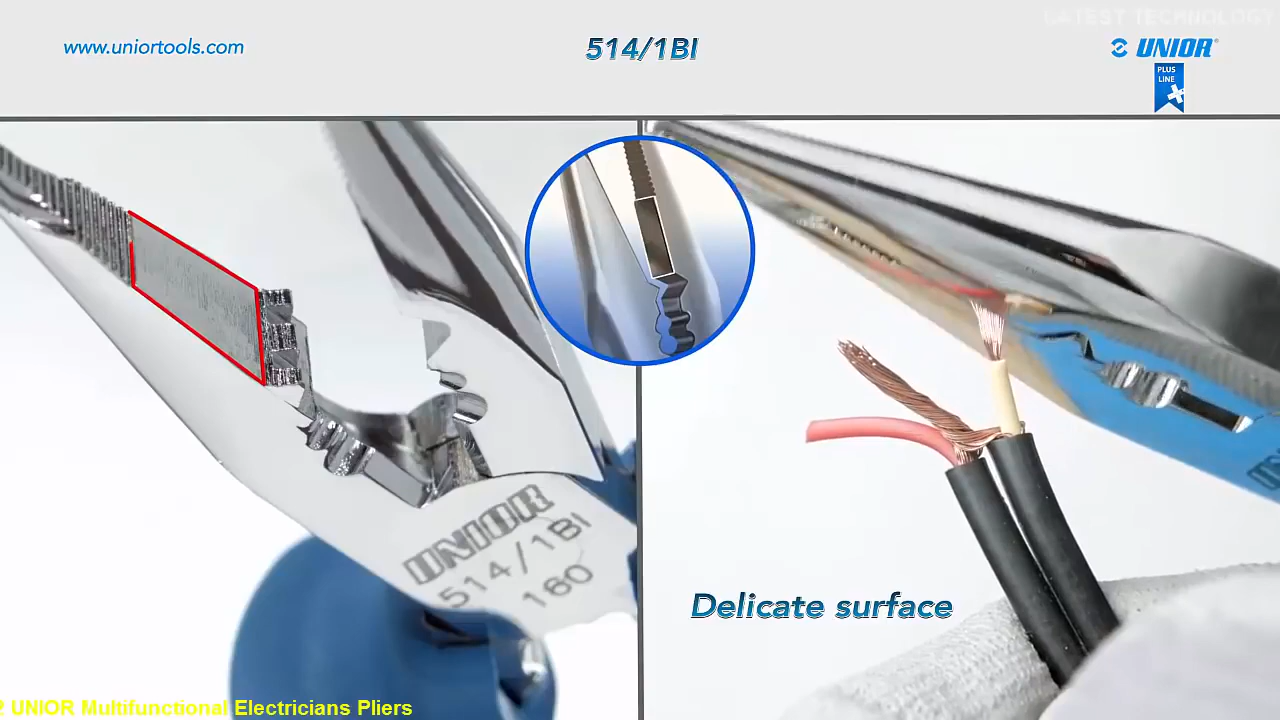 LATEST TECHNOLOGY
www.uniortools.com
514/1BI
UNIOR®
PLUS
LINE
UNIOR
514/1BI
160
Delicate surface
2 UNIOR Multifunctional Electricians Pliers